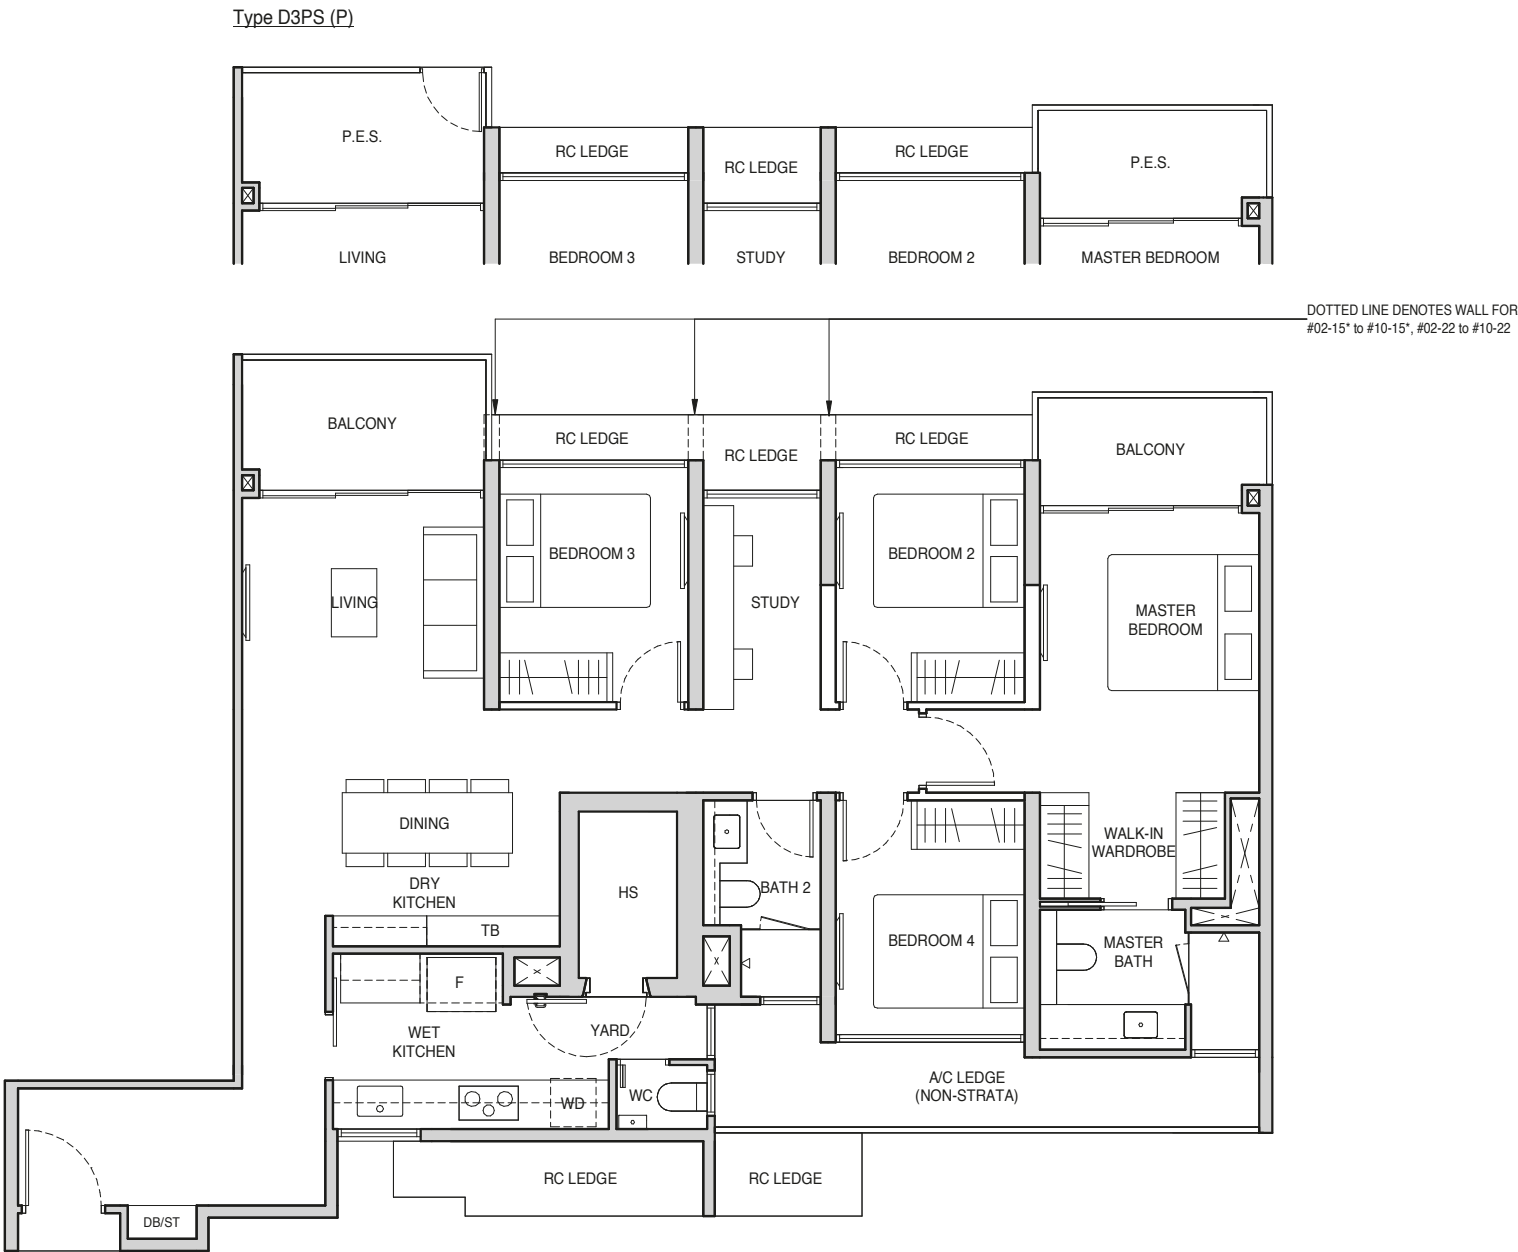 Type D3PS (P)
P.E.S.
RC LEDGE
RC LEDGE
RC LEDGE
P.E.S.
LIVING
BEDROOM 3
STUDY
BEDROOM 2
MASTER BEDROOM
DOTTED LINE DENOTES WALL FOR
#02-15* to #10-15*, #02-22 to #10-22
BALCONY
RC LEDGE
RC LEDGE
RC LEDGE
BALCONY
BEDROOM 3
BEDROOM 2
LIVING
STUDY
MASTER
BEDROOM
DINING
WALK-IN
WARDROBE
DRY
KITCHEN
HS
BATH 2
TB
BEDROOM 4
MASTER
BATH
F
WET
KITCHEN
YARD
A/C LEDGE
(NON-STRATA)
WD
WC
RC LEDGE
RC LEDGE
DB/ST